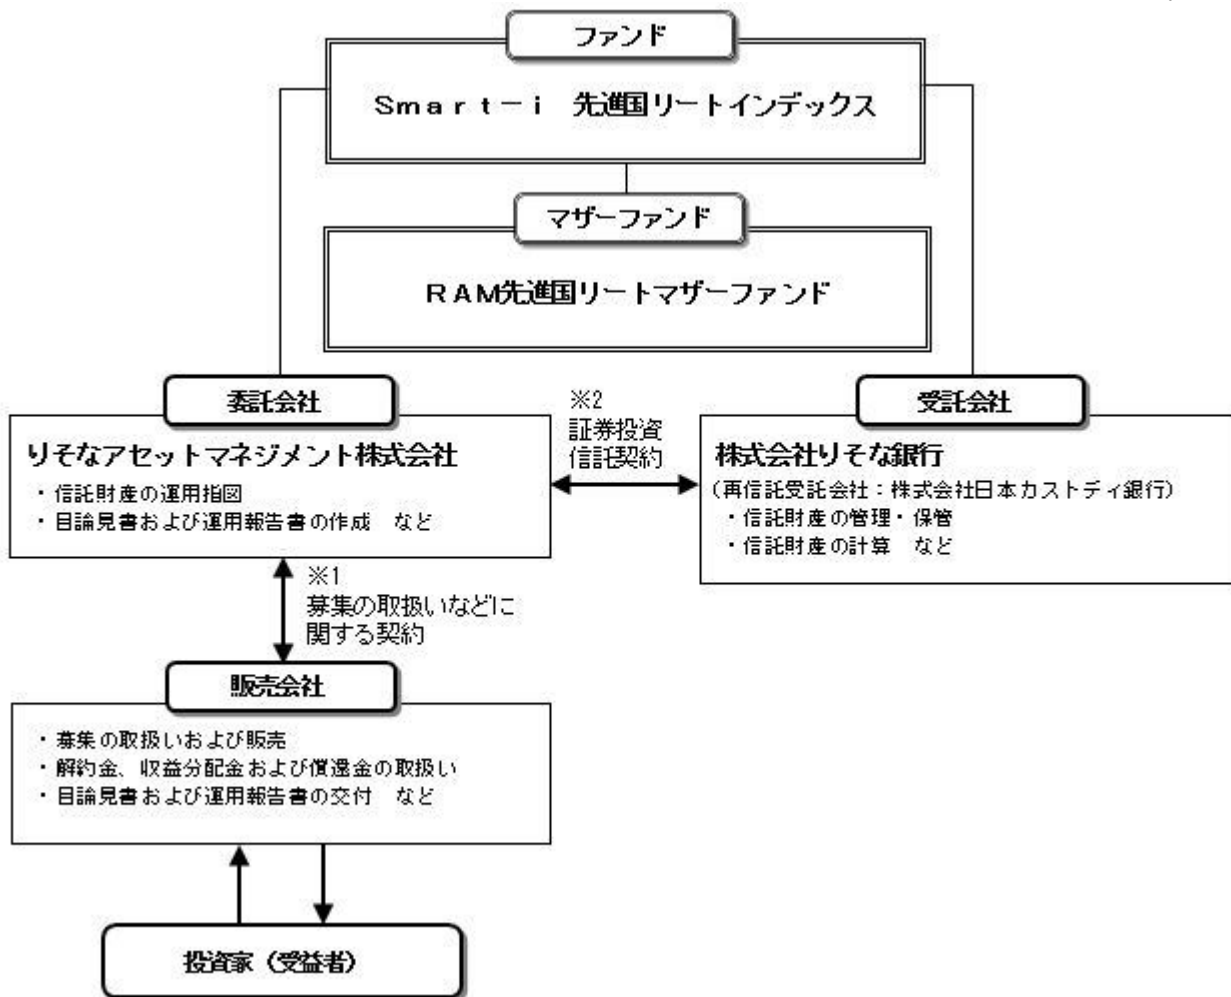 ファンド
Ｓｍａｒｔ－ｉ　先進国リートインデックス
マザーファンド
ＲＡＭ先進国リートマザーファンド
委託会社
りそなアセットマネジメント株式会社
・信託財産の運用指図
・目論見書および運用報告書の作成　など
※2
証券投資
信託契約
受託会社
株式会社りそな銀行
（再信託受託会社：株式会社日本カストディ銀行）
・信託財産の管理・保管
・信託財産の計算　など
※1
募集の取扱いなどに
関する契約
販売会社
・募集の取扱いおよび販売
・解約金、収益分配金および償還金の取扱い
・目論見書および運用報告書の交付　など
投資家（受益者）